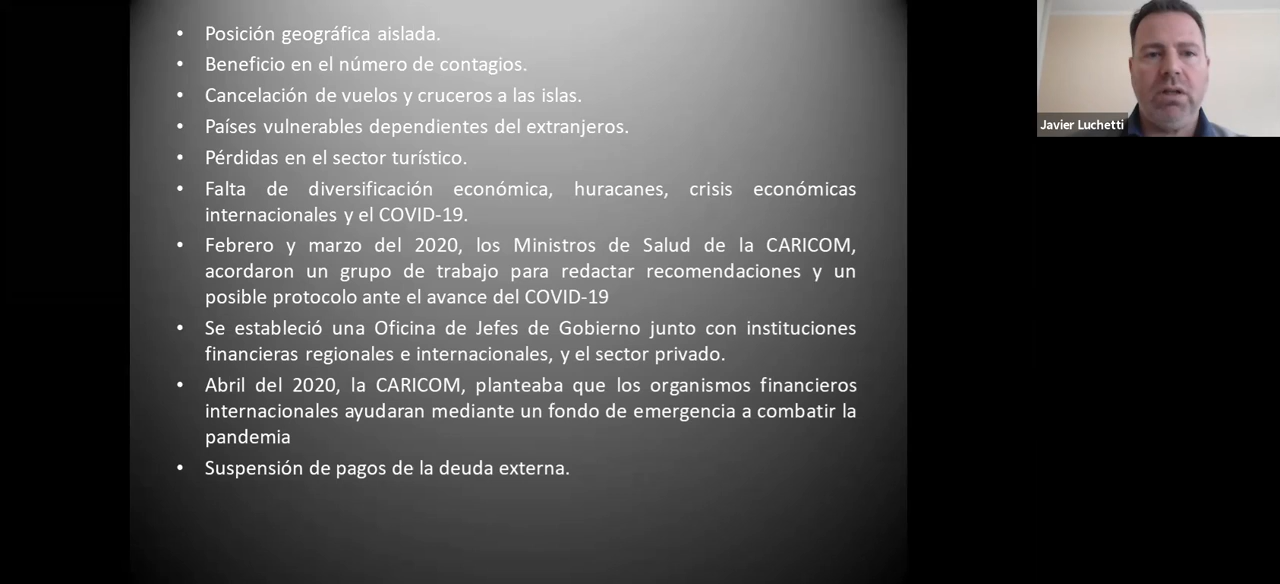 • Posición geográfica aislada.
• Beneficio en el número de contagios.
• Cancelación de vuelos y cruceros a las islas.
• Países vulnerables dependientes del extranjeros.
• Pérdidas en el sector turístico.
• Falta de diversificación económica, huracanes, crisis económicas
internacionales y el COVID-19.
• Febrero y marzo del 2020, los Ministros de Salud de la CARICOM,
acordaron un grupo de trabajo para redactar recomendaciones y un
posible protocolo ante el avance del COVID-19
• Se estableció una Oficina de Jefes de Gobierno junto con instituciones
financieras regionales e internacionales, y el sector privado.
• Abril del 2020, la CARICOM, planteaba que los organismos financieros
internacionales ayudaran mediante un fondo de emergencia a combatir la
pandemia
• Suspensión de pagos de la deuda externa.
Javier Luchetti